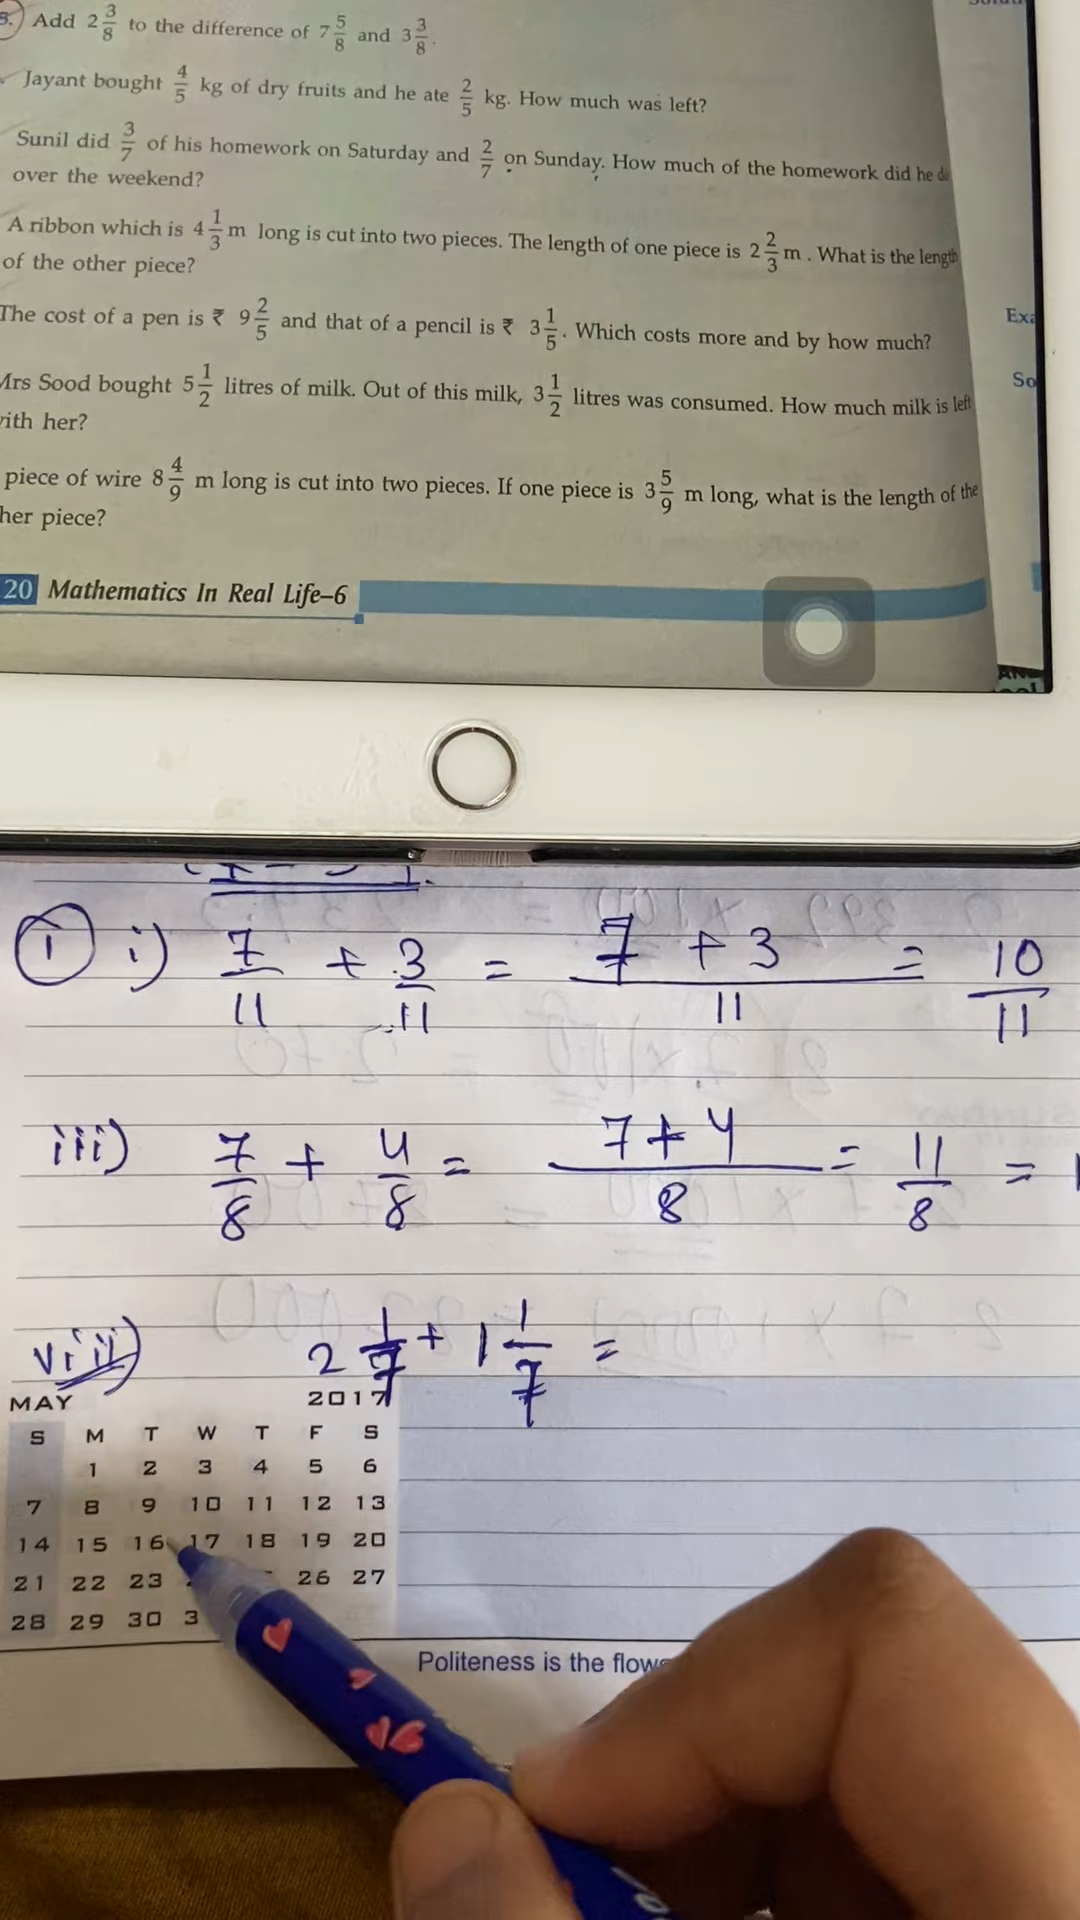 5. Add 2 3/8 to the difference of 7 5/8 and 3 3/8.
Jayant bought 4/5 kg of dry fruits and he ate 2/5 kg. How much was left?
Sunil did 3/7 of his homework on Saturday and 2/7 on Sunday. How much of the homework did he do
over the weekend?
A ribbon which is 4 1/3 m long is cut into two pieces. The length of one piece is 2 2/3 m. What is the length
of the other piece?
The cost of a pen is ₹ 9 2/5 and that of a pencil is ₹ 3 1/5. Which costs more and by how much?
Mrs Sood bought 5 1/2 litres of milk. Out of this milk, 3 1/2 litres was consumed. How much milk is left
with her?
piece of wire 8 4/9 m long is cut into two pieces. If one piece is 3 5/9 m long, what is the length of the
her piece?
Exa
So
20 Mathematics In Real Life–6
① i) 7/11 + 3/11 = (7 + 3)/11 = 10/11
iii) 7/8 + 4/8 = (7 + 4)/8 = 11/8 =
viii) 2 1/7 + 1 1/7 =
MAY 2017
S M T W T F S
1 2 3 4 5 6
7 8 9 10 11 12 13
14 15 16 17 18 19 20
21 22 23 26 27
28 29 30 3
Politeness is the flow